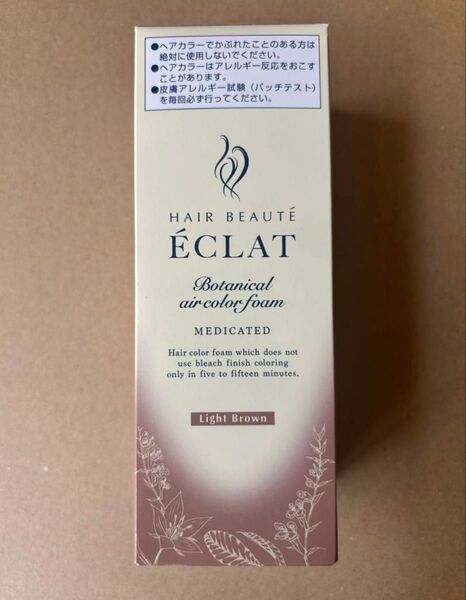 ●ヘアカラーでかぶれたことのある方は
絶対に使用しないでください。
●ヘアカラーはアレルギー反応をおこす
ことがあります。
●皮膚アレルギー試験（パッチテスト）
を毎回必ず行ってください。
HAIR BEAUTÉ
ÉCLAT
Botanical
air color foam
MEDICATED
Hair color foam which does not
use bleach finish coloring
only in five to fifteen minutes.
Light Brown